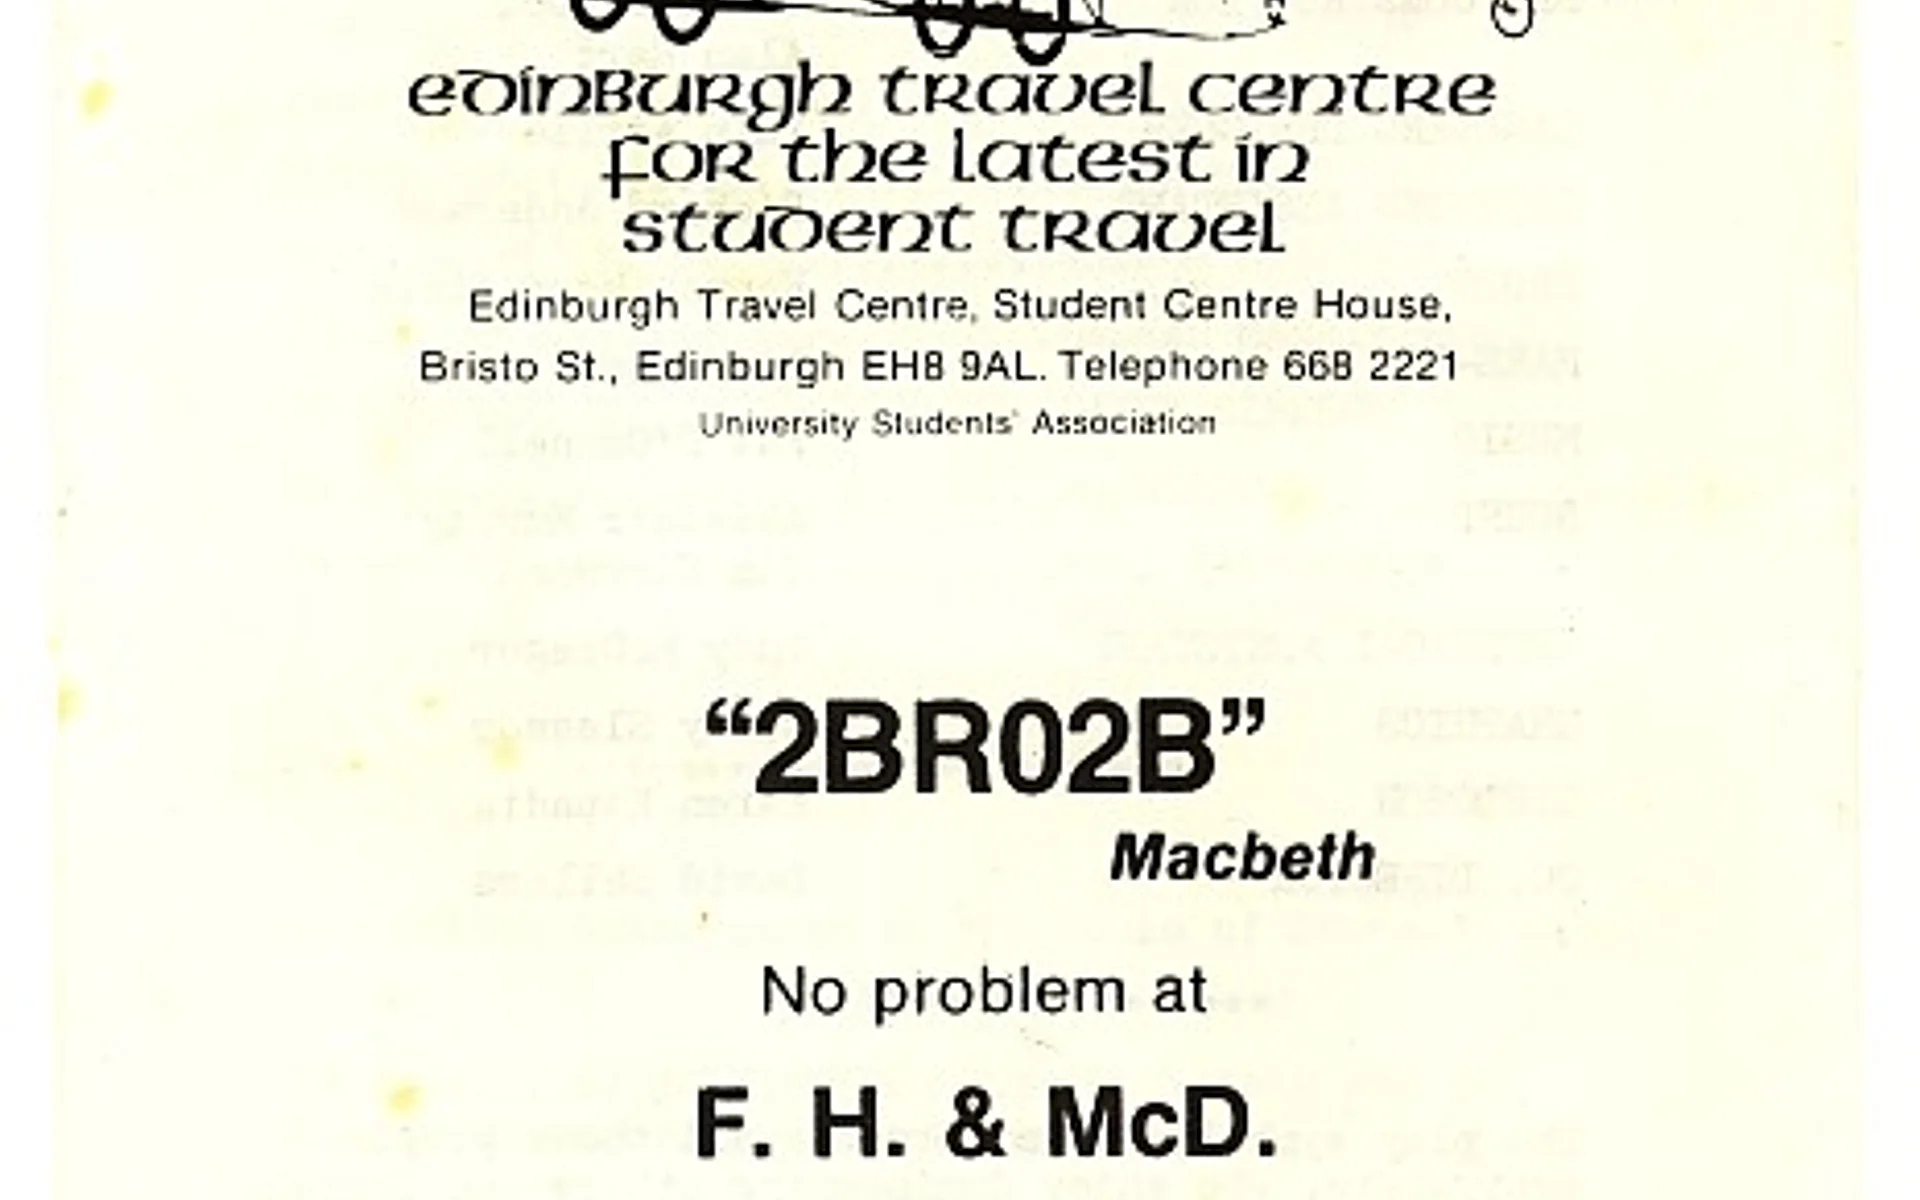 edinburgh travel centre
for the latest in
student travel
Edinburgh Travel Centre, Student Centre House,
Bristo St., Edinburgh EH8 9AL. Telephone 668 2221
University Students' Association
“2BR02B”
Macbeth
No problem at
F. H. & McD.